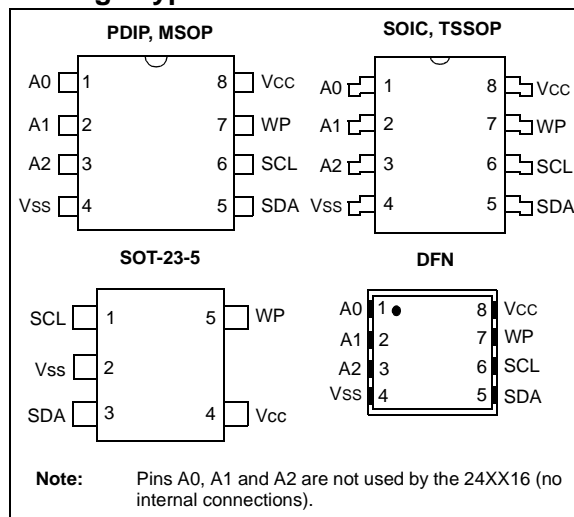 PDIP, MSOP
A0 1 8 VCC
A1 2 7 WP
A2 3 6 SCL
VSS 4 5 SDA
SOIC, TSSOP
A0 1 8 VCC
A1 2 7 WP
A2 3 6 SCL
VSS 4 5 SDA
SOT-23-5
SCL 1 5 WP
Vss 2
SDA 3 4 Vcc
DFN
A0 1 8 VCC
A1 2 7 WP
A2 3 6 SCL
VSS 4 5 SDA
Note: Pins A0, A1 and A2 are not used by the 24XX16 (no
internal connections).